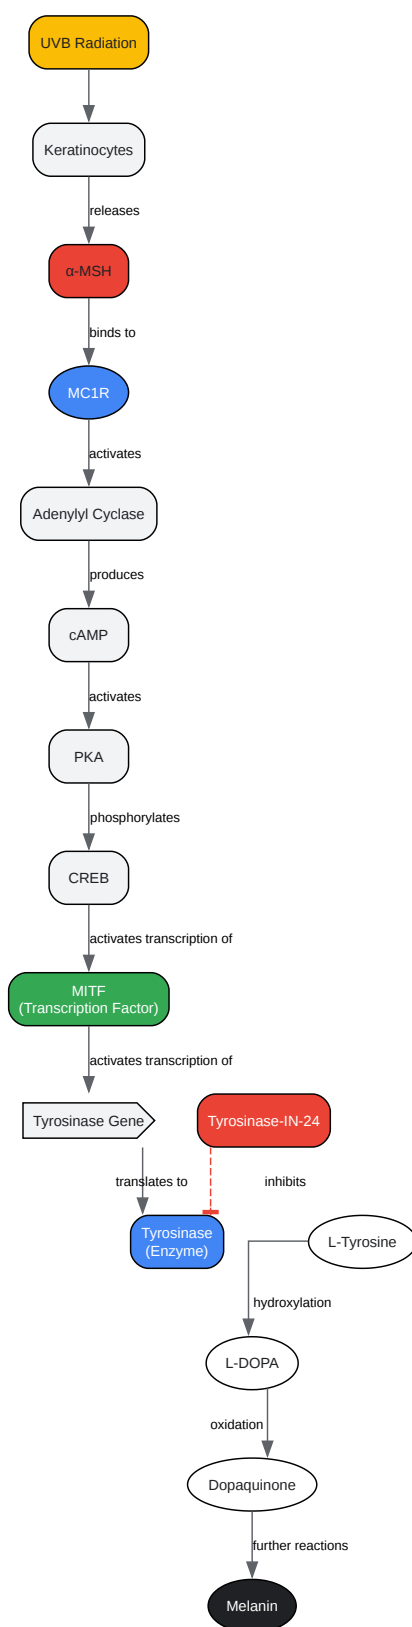 UVB Radiation
Keratinocytes
releases
α-MSH
binds to
MC1R
activates
Adenylyl Cyclase
produces
cAMP
activates
PKA
phosphorylates
CREB
activates transcription of
MITF
(Transcription Factor)
activates transcription of
Tyrosinase Gene
Tyrosinase-IN-24
translates to
inhibits
Tyrosinase
(Enzyme)
L-Tyrosine
hydroxylation
L-DOPA
oxidation
Dopaquinone
further reactions
Melanin